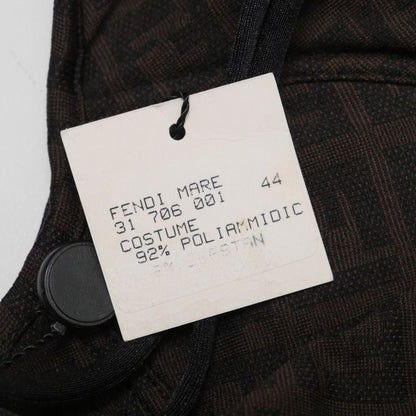 FENDI MARE
31 706 001 44
COSTUME
92% POLIAMMIDIC